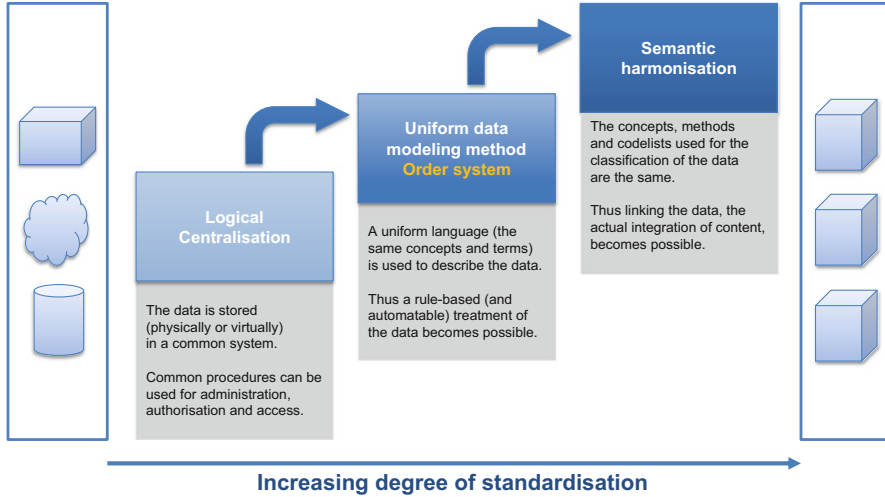 Logical
Centralisation
The data is stored
(physically or virtually)
in a common system.
Common procedures can be
used for administration,
authorisation and access.
Uniform data
modeling method
Order system
A uniform language (the
same concepts and terms)
is used to describe the data.
Thus a rule-based (and
automatable) treatment of
the data becomes possible.
Semantic
harmonisation
The concepts, methods
and codelists used for the
classification of the data
are the same.
Thus linking the data, the
actual integration of content,
becomes possible.
Increasing degree of standardisation